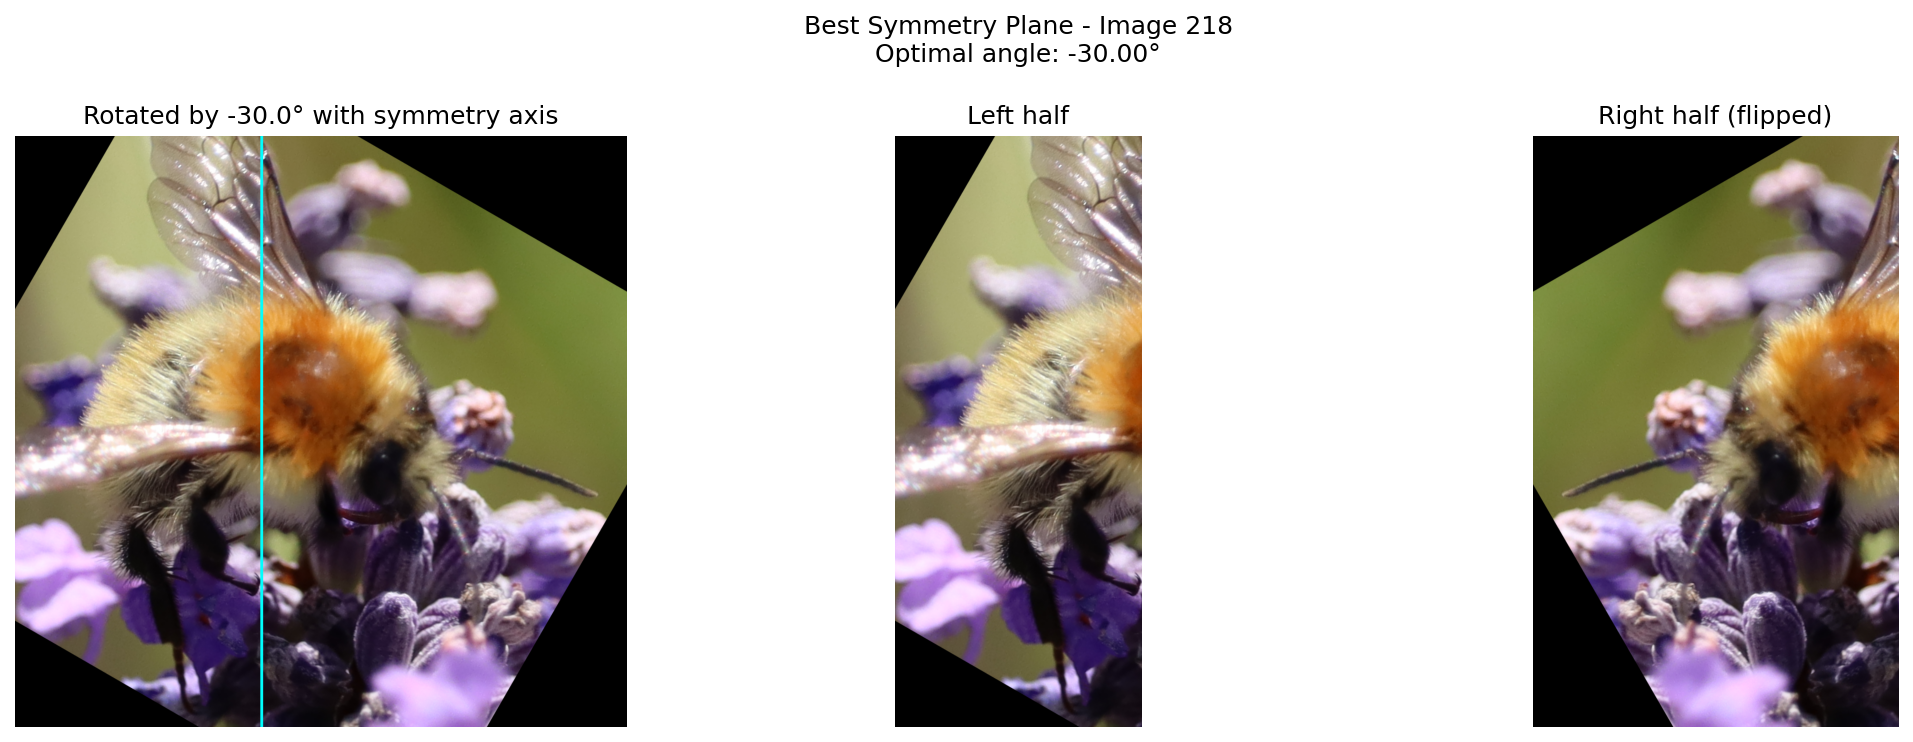 Best Symmetry Plane - Image 218
Optimal angle: -30.00°
Rotated by -30.0° with symmetry axis
Left half
Right half (flipped)